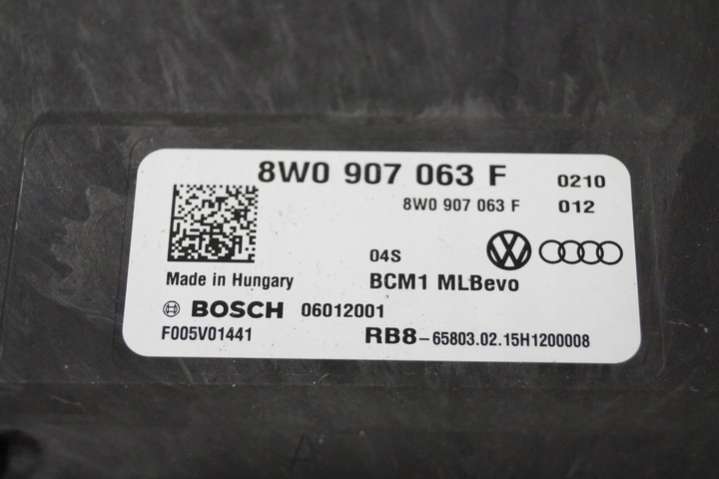 8W0 907 063 F 0210
8W0 907 063 F 012
04S
Made in Hungary BCM1 MLBevo
BOSCH 06012001
F005V01441 RB8-65803.02.15H1200008